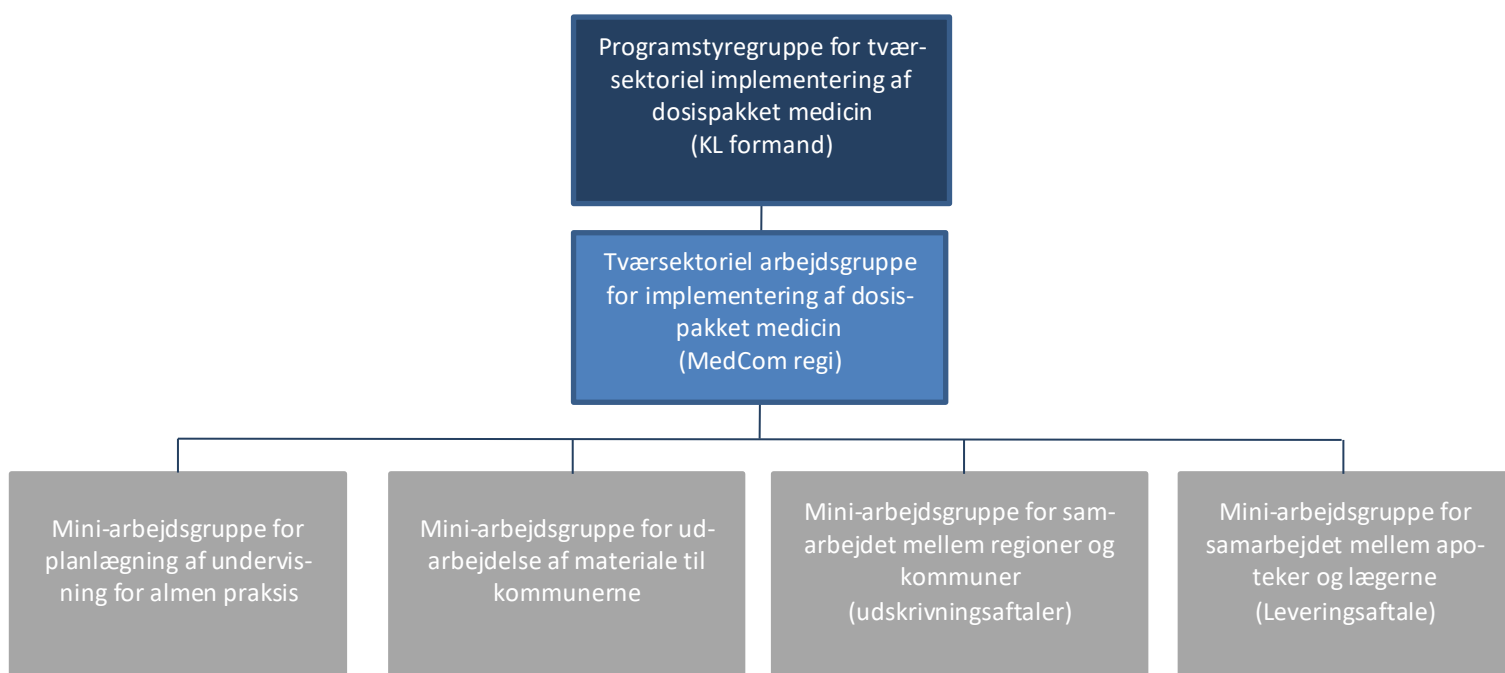 Programstyregruppe for tvær-
sektoriel implementering af
dosispakket medicin
(KL formand)
Tværsektoriel arbejdsgruppe
for implementering af dosis-
pakket medicin
(MedCom regi)
Mini-arbejdsgruppe for
planlægning af undervis-
ning for almen praksis
Mini-arbejdsgruppe for ud-
arbejdelse af materiale til
kommunerne
Mini-arbejdsgruppe for sam-
arbejdet mellem regioner og
kommuner
(udskrivningsaftaler)
Mini-arbejdsgruppe for
samarbejdet mellem apo-
teker og lægerne
(Leveringsaftale)